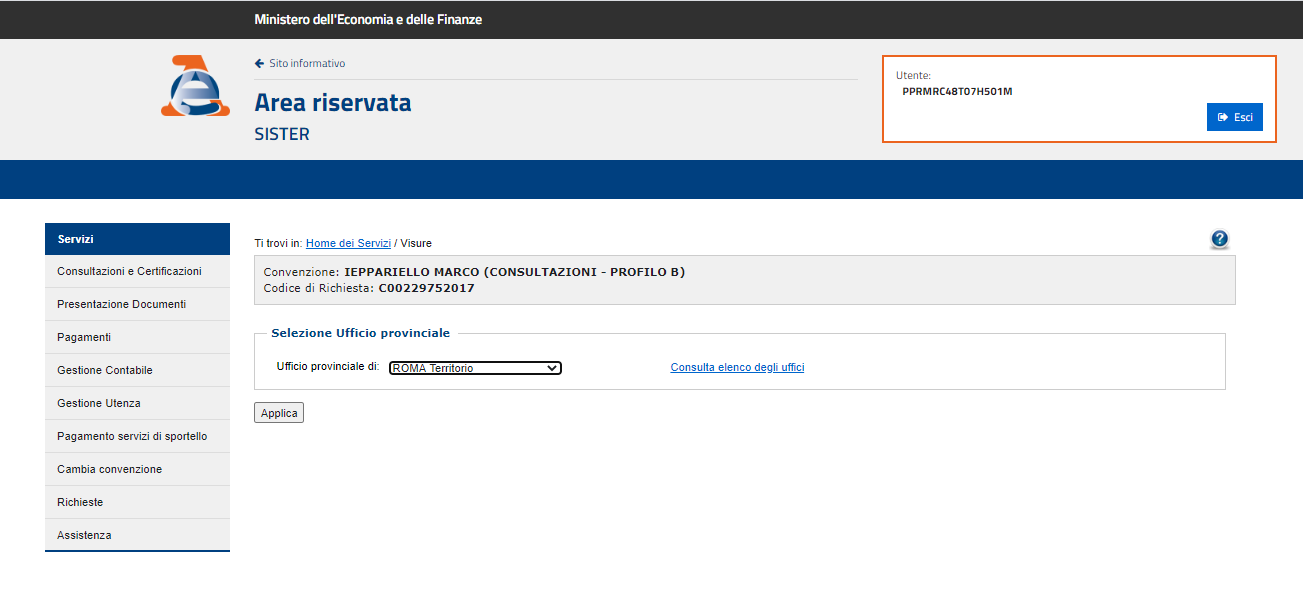 Ministero dell'Economia e delle Finanze
Sito informativo
Area riservata
SISTER
Utente:
PPRMRC48T07H501M
Esci
Servizi
Consultazioni e Certificazioni
Presentazione Documenti
Pagamenti
Gestione Contabile
Gestione Utenza
Pagamento servizi di sportello
Cambia convenzione
Richieste
Assistenza
Ti trovi in: Home dei Servizi / Visure
?
Convenzione: IEPPARIELLO MARCO (CONSULTAZIONI - PROFILO B)
Codice di Richiesta: C00229752017
Selezione Ufficio provinciale
Ufficio provinciale di: ROMA Territorio Consulta elenco degli uffici
Applica